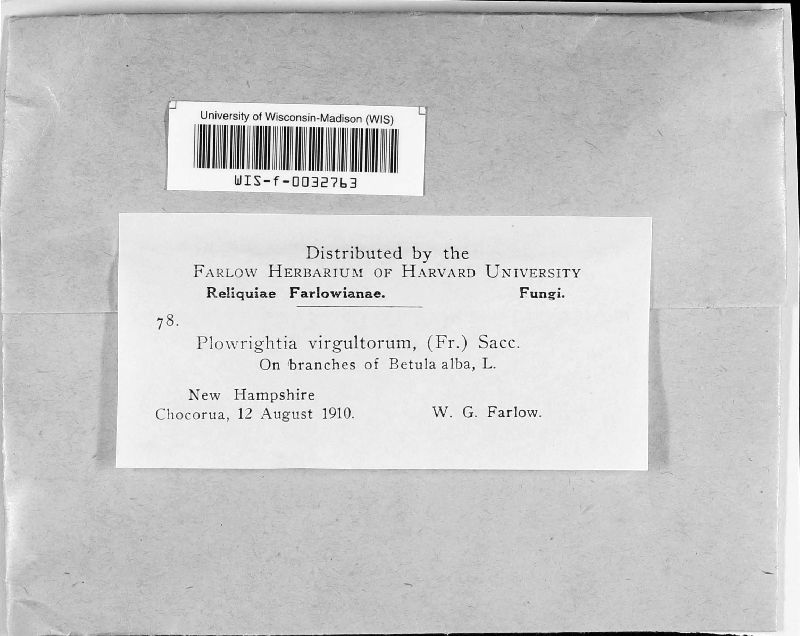 University of Wisconsin-Madison (WIS)
WIS-f-0032763
Distributed by the
Farlow Herbarium of Harvard University
Reliquiae Farlowianae. Fungi.
78.
Plowrightia virgultorum, (Fr.) Sacc.
On branches of Betula alba, L.
New Hampshire
Chocorua, 12 August 1910. W. G. Farlow.